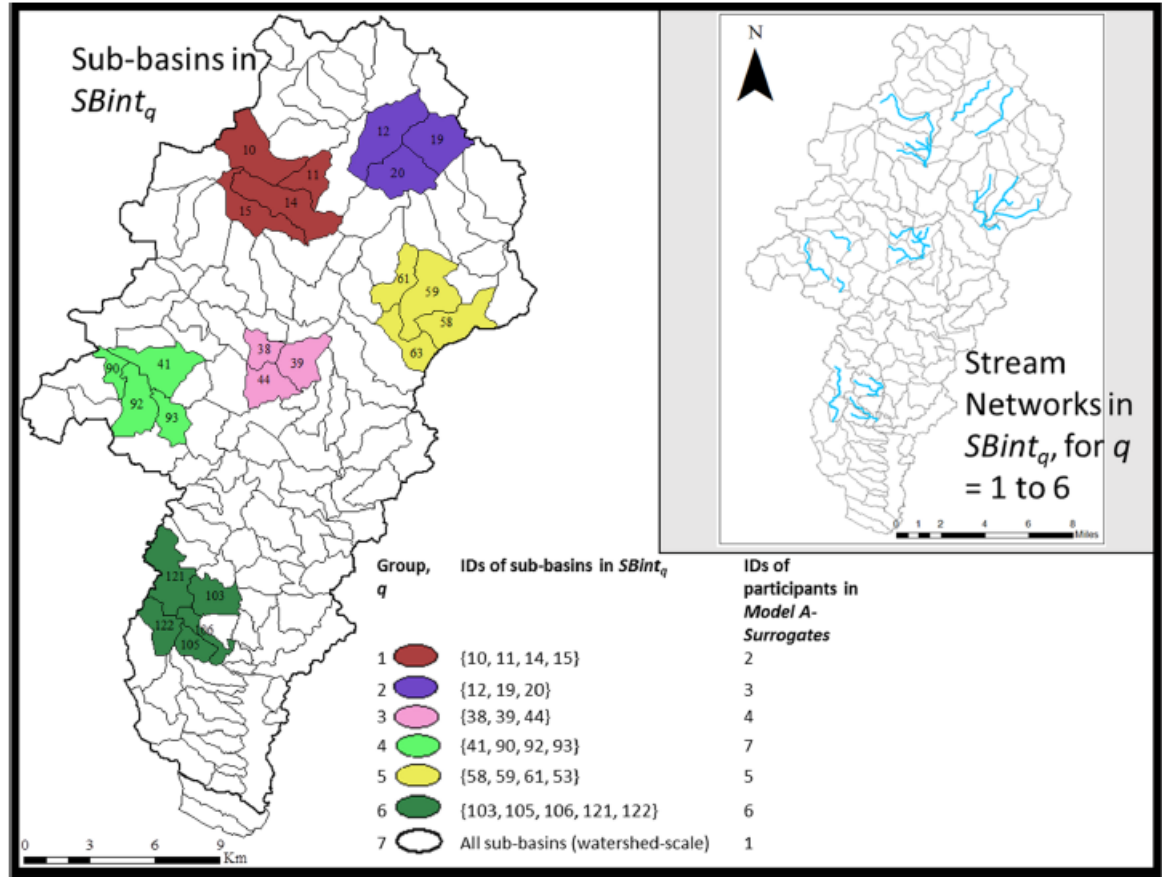 Sub-basins in
SBint_q
10
11
14
15
12
19
20
61
59
58
63
38
39
44
90
41
92
93
121
103
122
106
105
N
Stream
Networks in
SBint_q, for q
= 1 to 6
0 1 2 4 6 8
Miles
Group,
q
IDs of sub-basins in SBint_q
IDs of
participants in
Model A-
Surrogates
1 {10, 11, 14, 15} 2
2 {12, 19, 20} 3
3 {38, 39, 44} 4
4 {41, 90, 92, 93} 7
5 {58, 59, 61, 53} 5
6 {103, 105, 106, 121, 122} 6
7 All sub-basins (watershed-scale) 1
0 3 6 9
Km